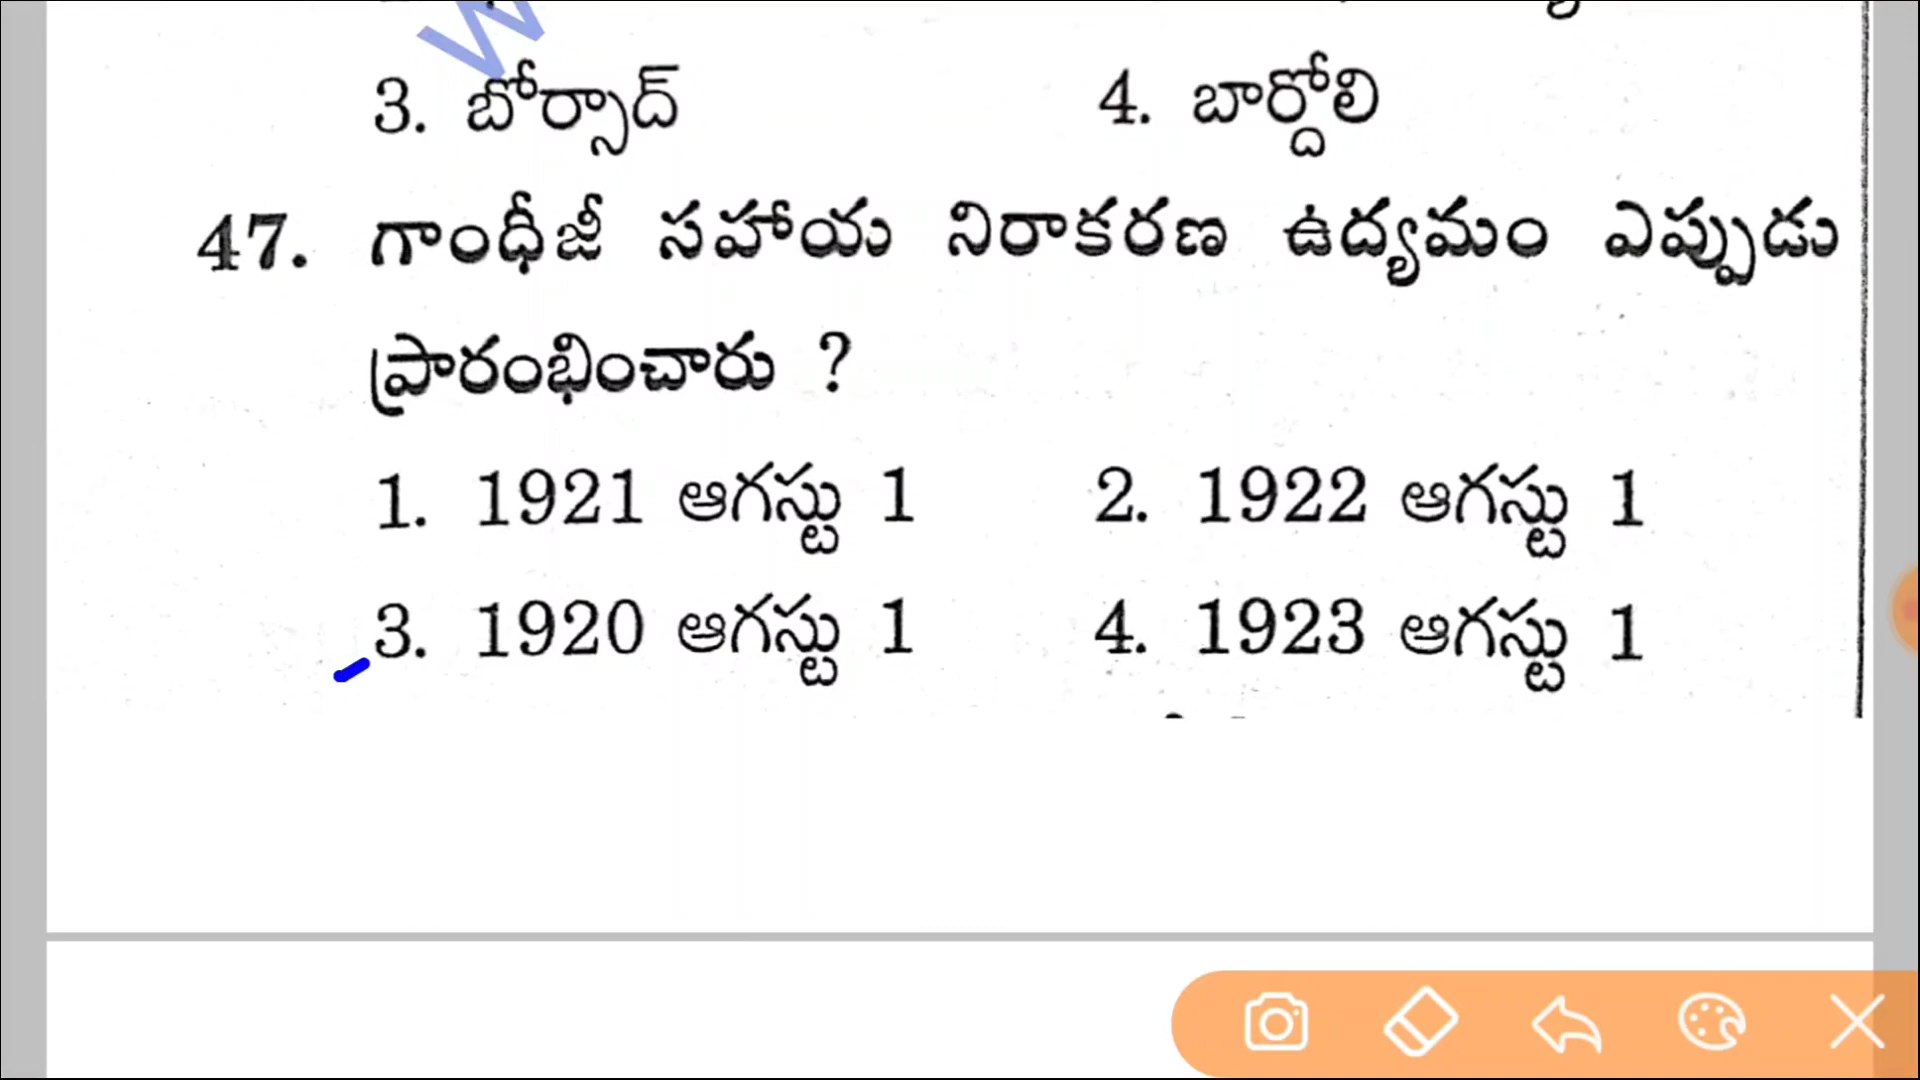 3. బోర్సాద్ 4. బార్దోలి
47. గాంధీజీ సహాయ నిరాకరణ ఉద్యమం ఎప్పుడు
ప్రారంభించారు ?
1. 1921 ఆగస్టు 1 2. 1922 ఆగస్టు 1
3. 1920 ఆగస్టు 1 4. 1923 ఆగస్టు 1